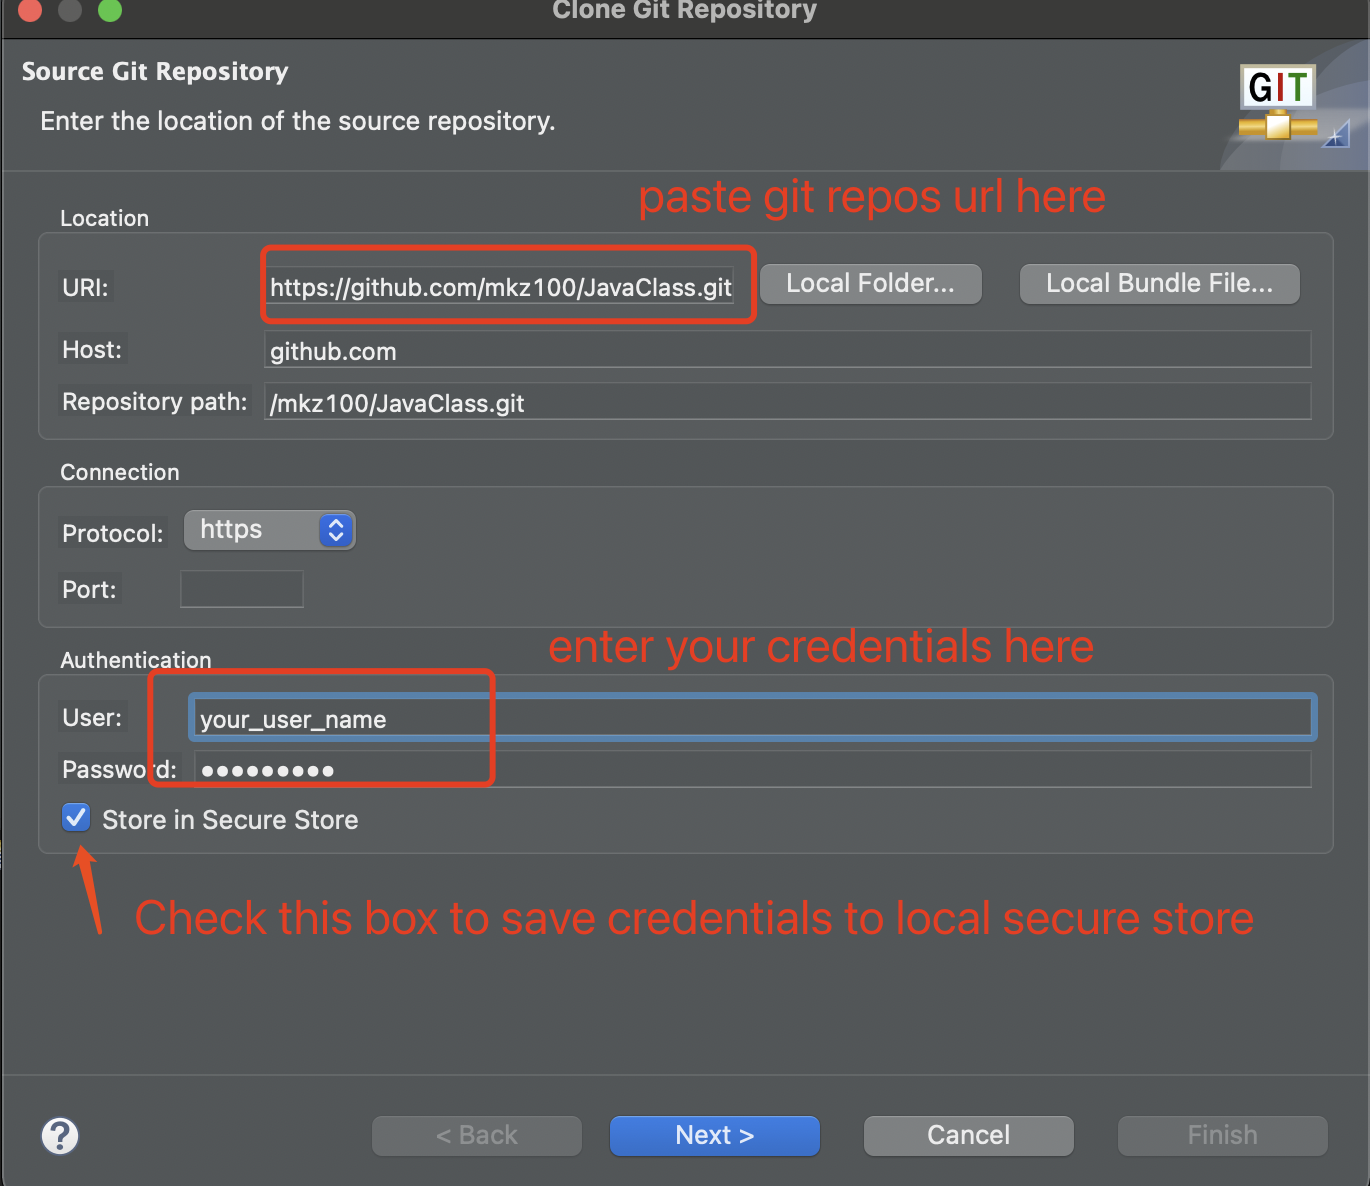 Clone Git Repository
Source Git Repository
Enter the location of the source repository.
GIT
paste git repos url here
Location
URI: https://github.com/mkz100/JavaClass.git Local Folder... Local Bundle File...
Host: github.com
Repository path: /mkz100/JavaClass.git
Connection
Protocol: https
Port:
enter your credentials here
Authentication
User: your_user_name
Password: ●●●●●●●●●
Store in Secure Store
Check this box to save credentials to local secure store
? < Back Next > Cancel Finish